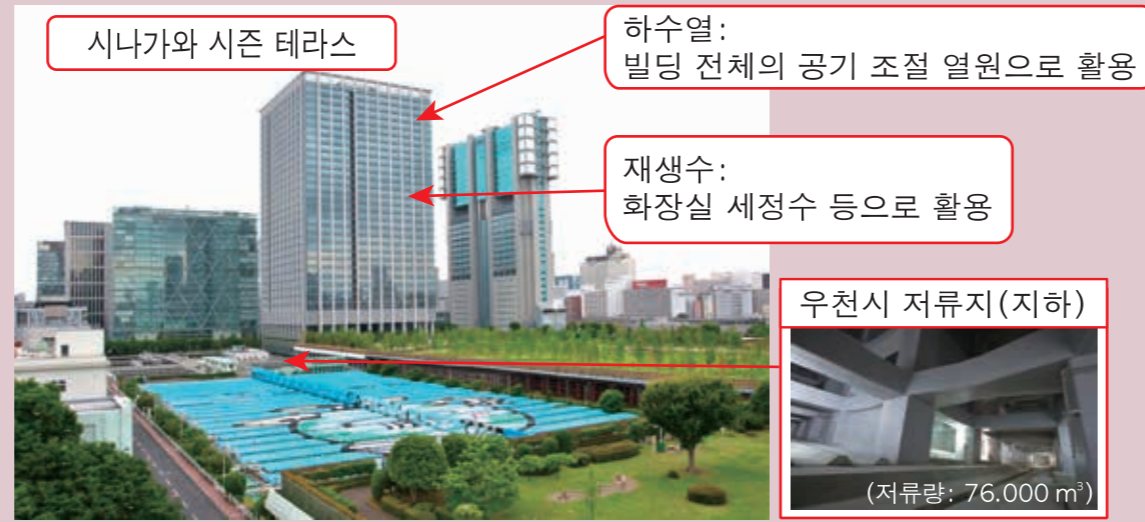 시나가와 시즌 테라스
하수열:
빌딩 전체의 공기 조절 열원으로 활용
재생수:
화장실 세정수 등으로 활용
우천시 저류지(지하)
(저류량: 76.000 m³)